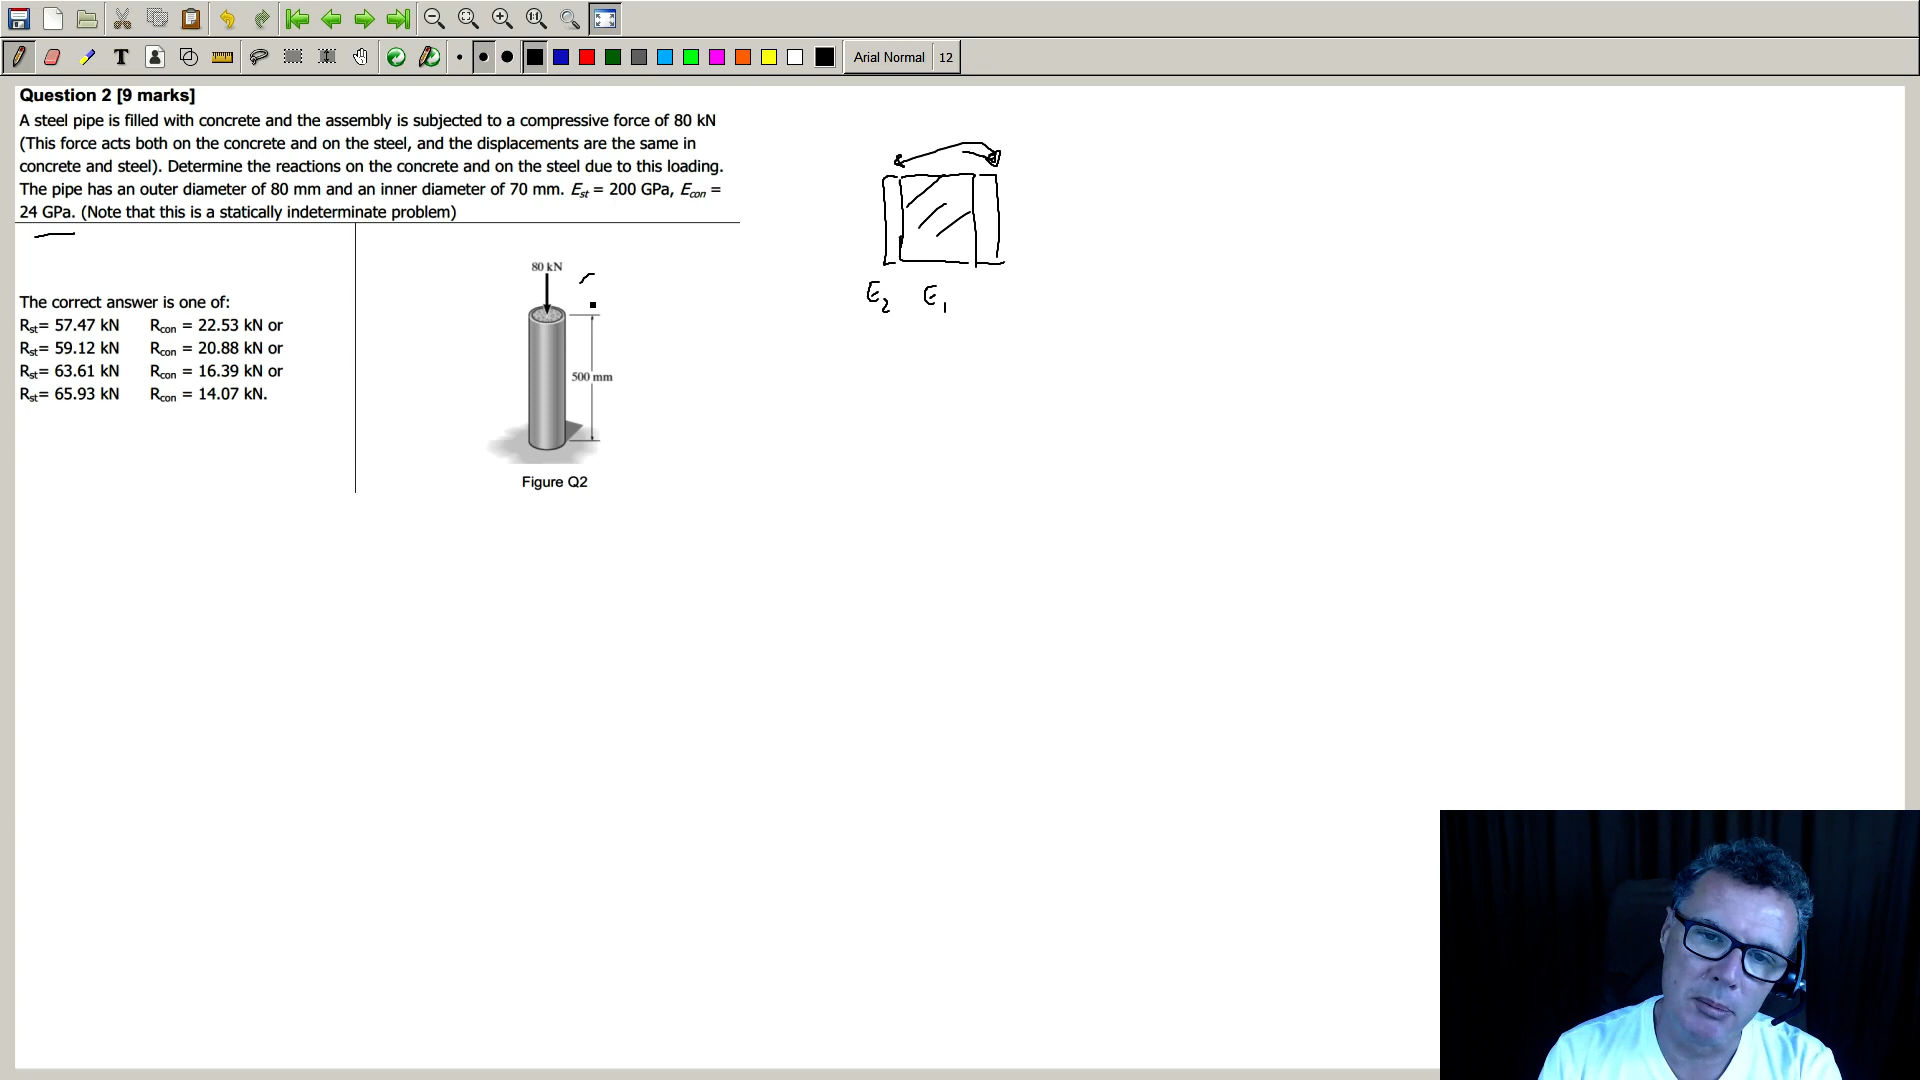 Arial Normal 12
Question 2 [9 marks]
A steel pipe is filled with concrete and the assembly is subjected to a compressive force of 80 kN
(This force acts both on the concrete and on the steel, and the displacements are the same in
concrete and steel). Determine the reactions on the concrete and on the steel due to this loading.
The pipe has an outer diameter of 80 mm and an inner diameter of 70 mm. Est = 200 GPa, Econ =
24 GPa. (Note that this is a statically indeterminate problem)
The correct answer is one of:
Rst= 57.47 kN Rcon = 22.53 kN or
Rst= 59.12 kN Rcon = 20.88 kN or
Rst= 63.61 kN Rcon = 16.39 kN or
Rst= 65.93 kN Rcon = 14.07 kN.
80 kN
500 mm
Figure Q2
E2 E1